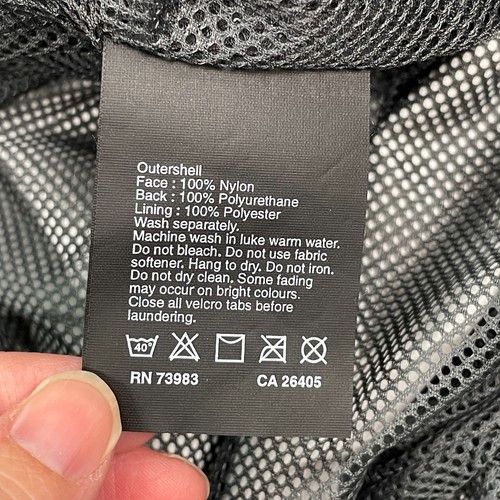 Outershell
Face : 100% Nylon
Back : 100% Polyurethane
Lining : 100% Polyester
Wash separately.
Machine wash in luke warm water.
Do not bleach. Do not use fabric
softener. Hang to dry. Do not iron.
Do not dry clean. Some fading
may occur on bright colours.
Close all velcro tabs before
laundering.
40°
RN 73983 CA 26405